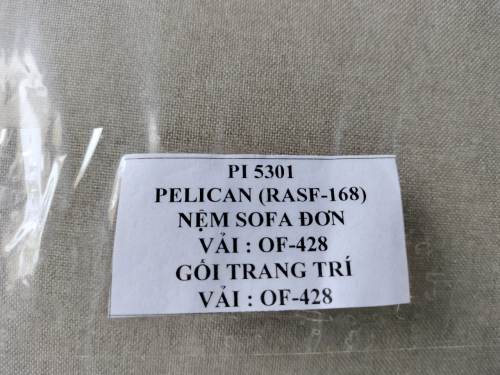 PI 5301
PELICAN (RASF-168)
NỆM SOFA ĐƠN
VẢI : OF-428
GỐI TRANG TRÍ
VẢI : OF-428